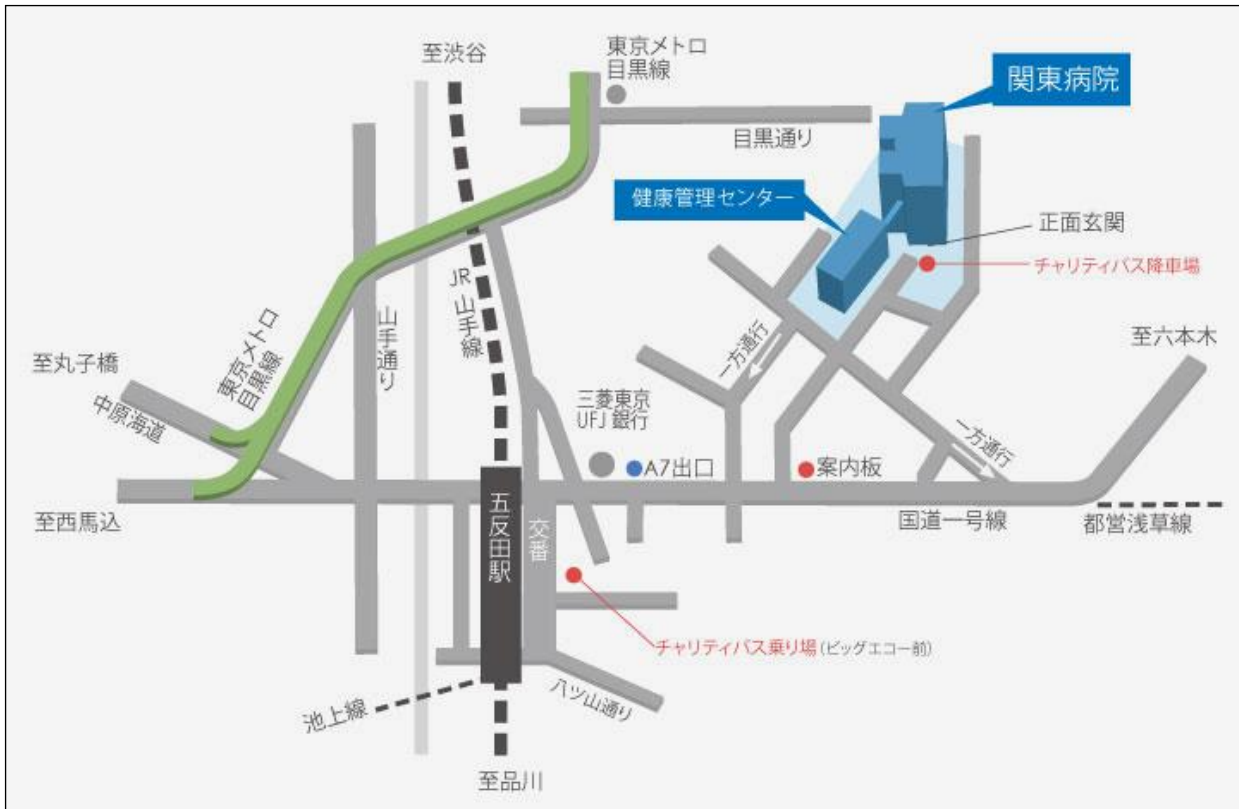 至渋谷
東京メトロ
目黒線
関東病院
目黒通り
健康管理センター
正面玄関
チャリティバス降車場
JR 山手線
山手通り
一方通行
至六本木
至丸子橋
東京メトロ
目黒線
中原海道
三菱東京
UFJ 銀行
一方通行
A7出口
案内板
五反田駅
交番
至西馬込
国道一号線
都営浅草線
チャリティバス乗り場(ビッグエコー前)
八ツ山通り
池上線
至品川